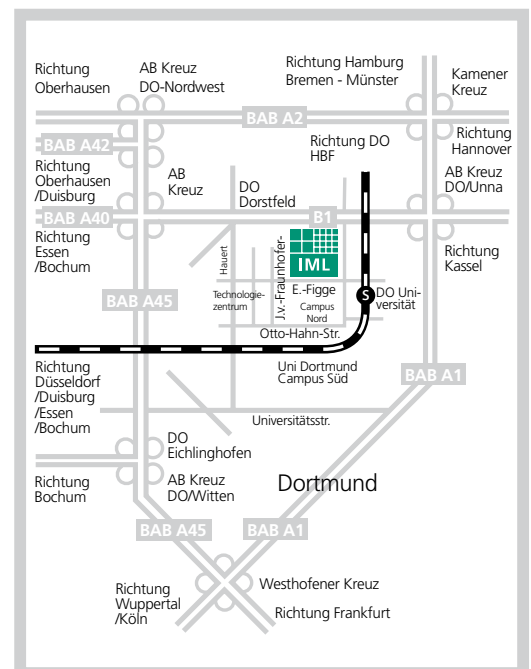 Richtung
Oberhausen
AB Kreuz
DO-Nordwest
Richtung Hamburg
Bremen - Münster
Kamener
Kreuz
BAB A2
BAB A42
Richtung DO
HBF
Richtung
Hannover
Richtung
Oberhausen
/Duisburg
AB
Kreuz
DO
Dorstfeld
AB Kreuz
DO/Unna
BAB A40
B1
Richtung
Essen
/Bochum
Hauert
J.v.-Fraunhofer-
IML
Richtung
Kassel
BAB A45
Technologie-
zentrum
E.-Figge
Campus
Nord
S
DO Uni-
versität
Otto-Hahn-Str.
Richtung
Düsseldorf
/Duisburg
/Essen
/Bochum
Uni Dortmund
Campus Süd
BAB A1
Universitätsstr.
DO
Eichlinghofen
Richtung
Bochum
AB Kreuz
DO/Witten
Dortmund
BAB A45
BAB A1
Richtung
Wuppertal
/Köln
Westhofener Kreuz
Richtung Frankfurt